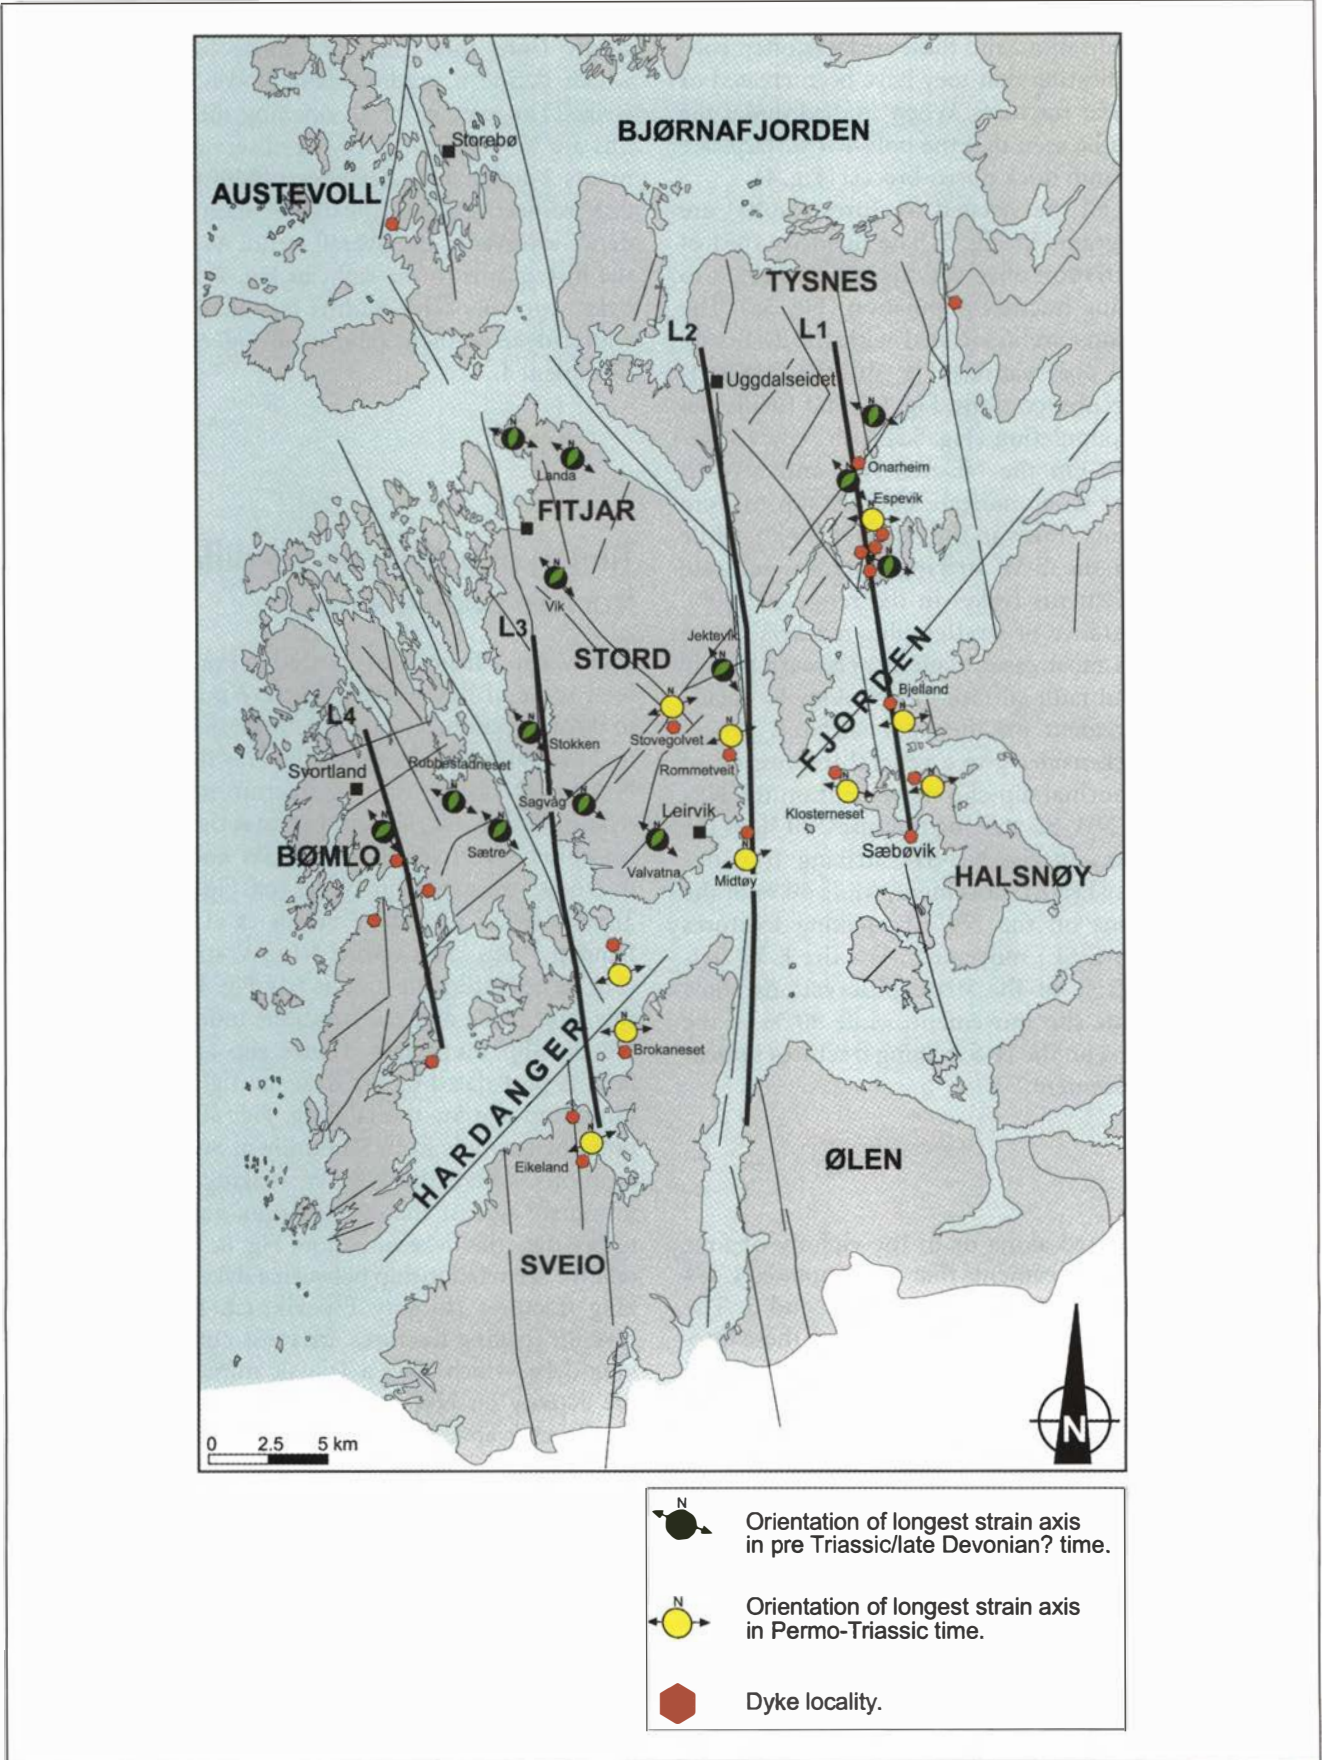 BJØRNAFJORDEN
Storebø
AUSTEVOLL
TYSNES
L2
L1
Uggdalseidet
N
N
N
Onarheim
Landa
N
Espevik
N
FITJAR
N
N
Vik
L3
Jektevik
STORD
N
FJORDEN
Bjelland
N
N
L4
N
N
Stokken
Stovegolvet
Robbestadneset
Rommetveit
Svortland
N
N
N
Sagvåg
N
Leirvik
Klosterneset
N
N
N
BØMLO
Sætre
N
Sæbøvik
Valvatna
Midtøy
HALSNØY
N
N
Brokaneset
HARDANGER
N
Eikeland
ØLEN
SVEIO
N
0 2.5 5 km
N
Orientation of longest strain axis
in pre Triassic/late Devonian? time.
N
Orientation of longest strain axis
in Permo-Triassic time.
Dyke locality.